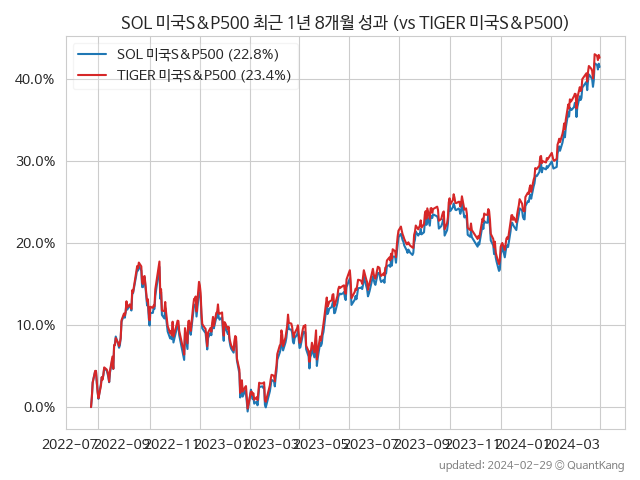 SOL 미국S&P500 최근 1년 8개월 성과 (vs TIGER 미국S&P500)
SOL 미국S&P500 (22.8%)
TIGER 미국S&P500 (23.4%)
40.0%
30.0%
20.0%
10.0%
0.0%
2022-07 2022-09 2022-11 2023-01 2023-03 2023-05 2023-07 2023-09 2023-11 2024-01 2024-03
updated: 2024-02-29 © QuantKang